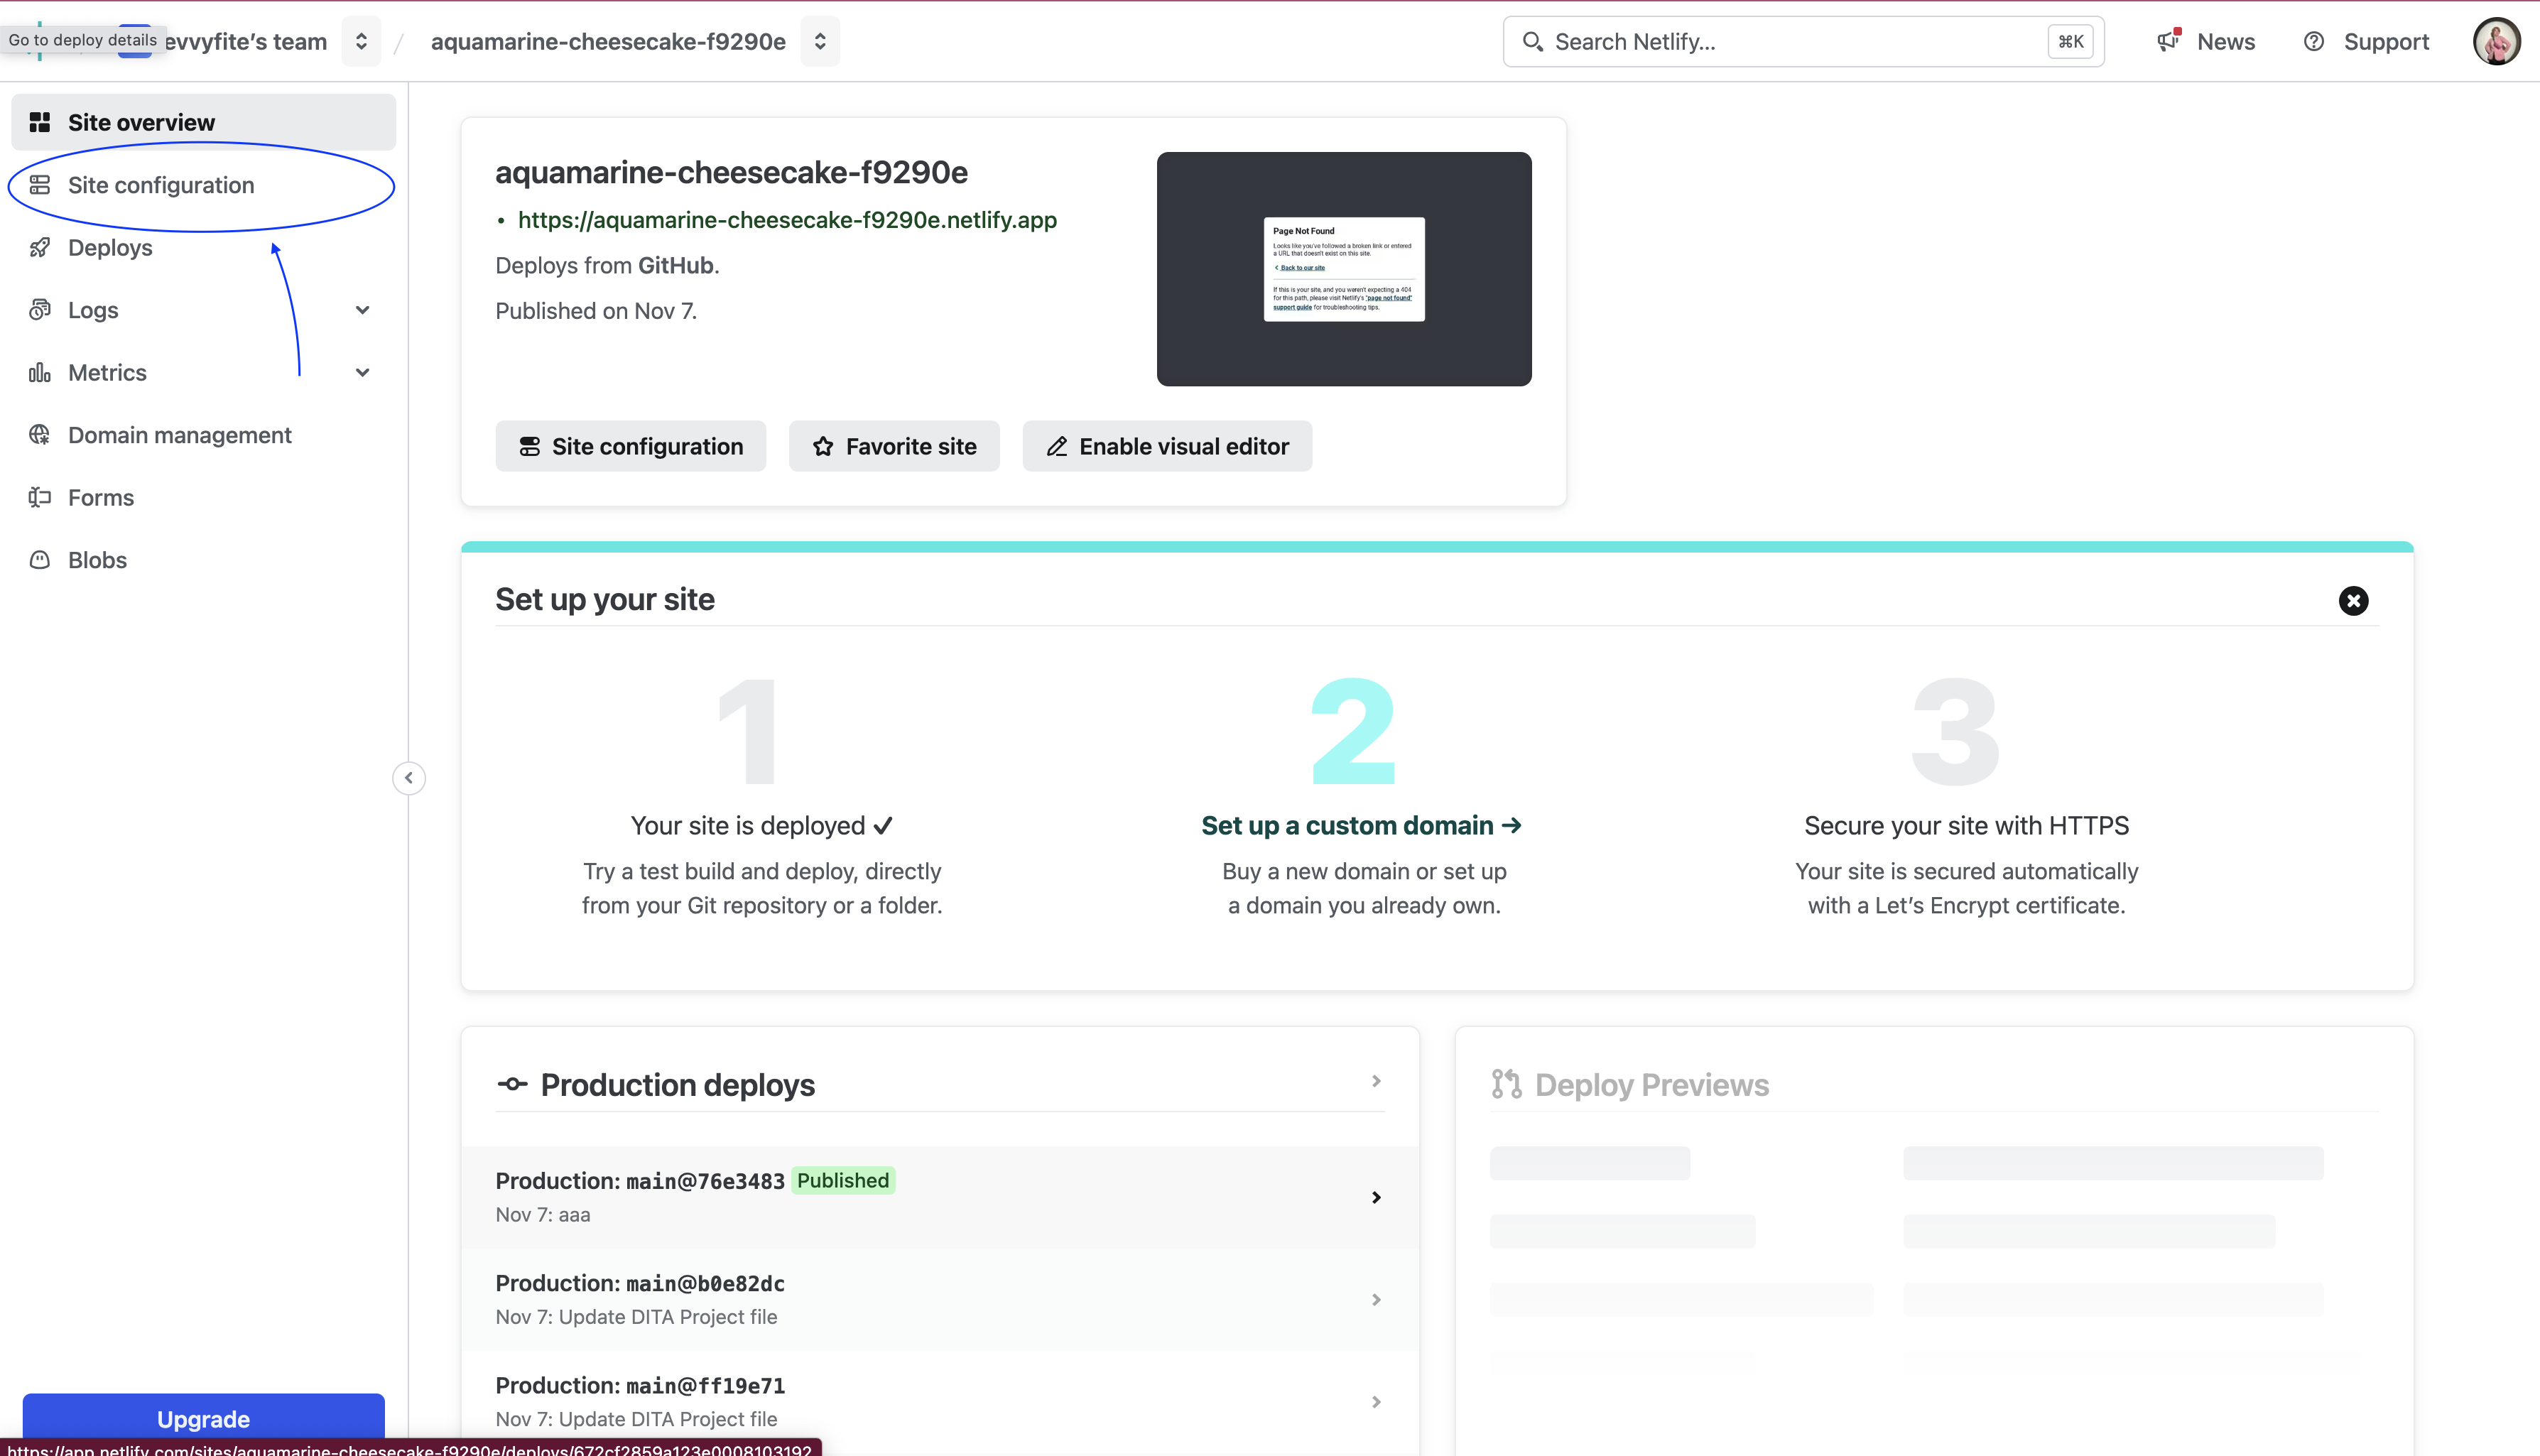 Go to deploy details
evvyfite’s team
/
aquamarine-cheesecake-f9290e
Search Netlify...
⌘K
News
Support
Site overview
Site configuration
Deploys
Logs
Metrics
Domain management
Forms
Blobs
Upgrade
aquamarine-cheesecake-f9290e
• https://aquamarine-cheesecake-f9290e.netlify.app
Deploys from GitHub.
Published on Nov 7.
Page Not Found
Looks like you've followed a broken link or entered
a URL that doesn't exist on this site.
Back to our site
If this is your site, and you weren't expecting a 404
for this path, please visit Netlify's "page not found"
support guide for troubleshooting tips.
Site configuration
Favorite site
Enable visual editor
Set up your site
1
Your site is deployed ✓
Try a test build and deploy, directly
from your Git repository or a folder.
2
Set up a custom domain →
Buy a new domain or set up
a domain you already own.
3
Secure your site with HTTPS
Your site is secured automatically
with a Let’s Encrypt certificate.
Production deploys
Production: main@76e3483 Published
Nov 7: aaa
Production: main@b0e82dc
Nov 7: Update DITA Project file
Production: main@ff19e71
Nov 7: Update DITA Project file
Deploy Previews
https://app.netlify.com/sites/aquamarine-cheesecake-f9290e/deploys/672cf2859a123e0008103192